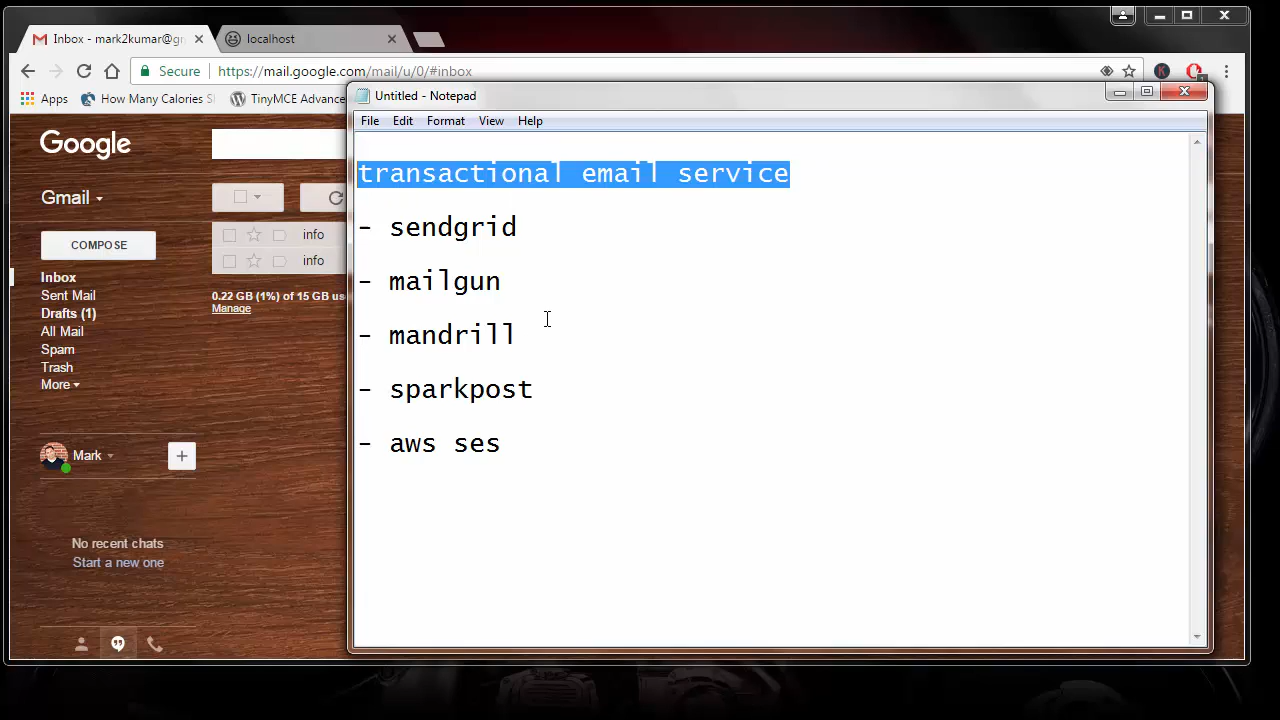 Inbox - mark2kumar@gm
localhost
Secure
https://mail.google.com/mail/u/0/#inbox
Apps
How Many Calories
TinyMCE Advance
Untitled - Notepad
File Edit Format View Help
transactional email service
- sendgrid
- mailgun
- mandrill
- sparkpost
- aws ses
Google
Gmail
COMPOSE
Inbox
Sent Mail
Drafts (1)
All Mail
Spam
Trash
More
info
info
0.22 GB (1%) of 15 GB us
Manage
Mark
No recent chats
Start a new one